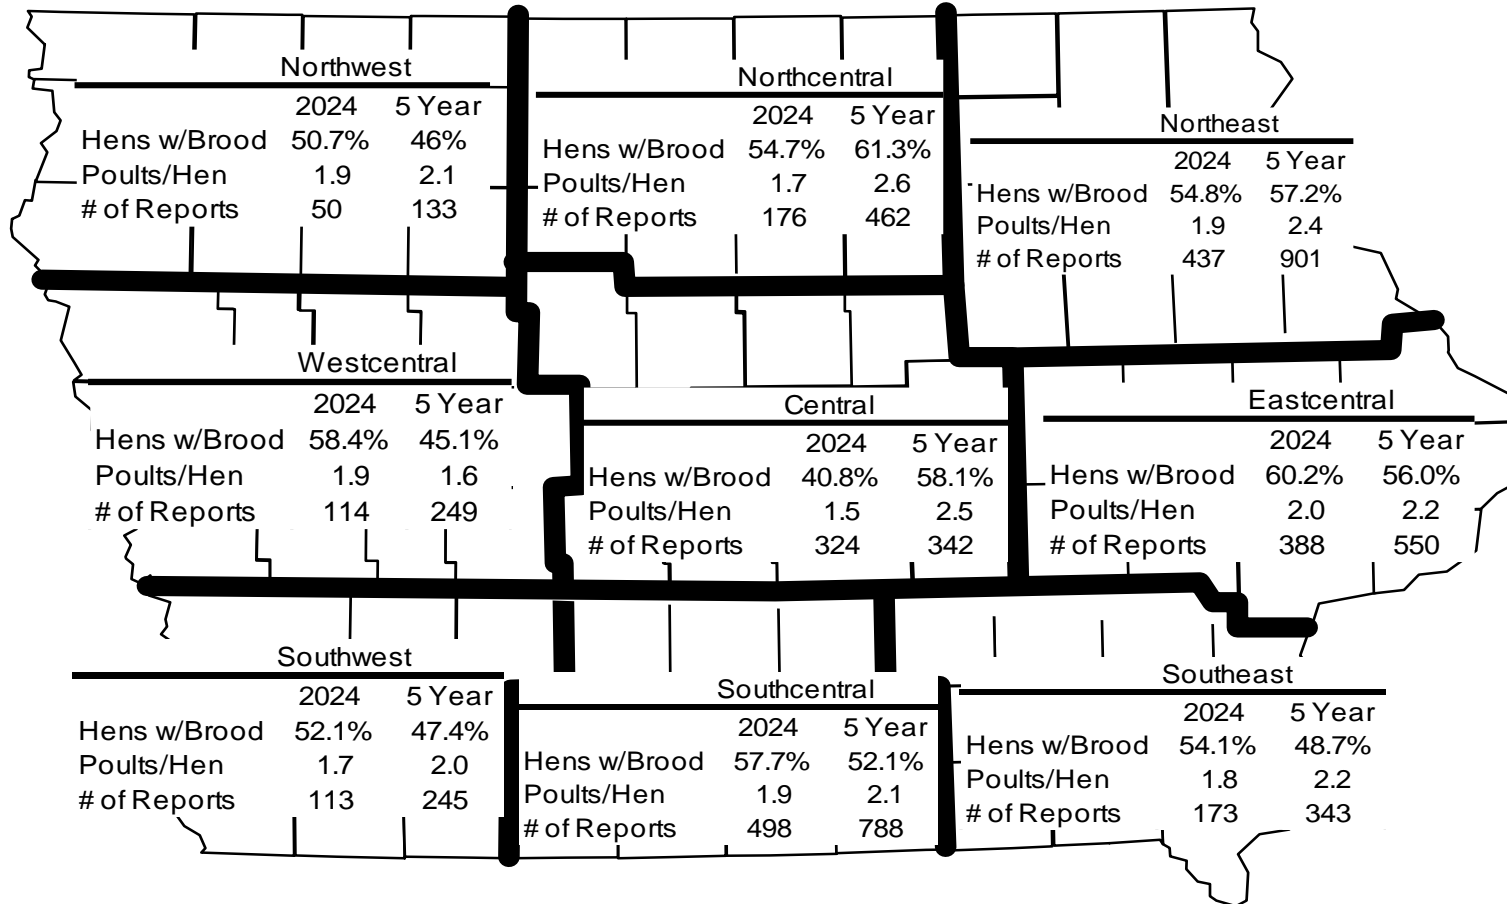 Northwest
2024 5 Year
Hens w/Brood 50.7% 46%
Poults/Hen 1.9 2.1
# of Reports 50 133
Northcentral
2024 5 Year
Hens w/Brood 54.7% 61.3%
Poults/Hen 1.7 2.6
# of Reports 176 462
Northeast
2024 5 Year
Hens w/Brood 54.8% 57.2%
Poults/Hen 1.9 2.4
# of Reports 437 901
Westcentral
2024 5 Year
Hens w/Brood 58.4% 45.1%
Poults/Hen 1.9 1.6
# of Reports 114 249
Central
2024 5 Year
Hens w/Brood 40.8% 58.1%
Poults/Hen 1.5 2.5
# of Reports 324 342
Eastcentral
2024 5 Year
Hens w/Brood 60.2% 56.0%
Poults/Hen 2.0 2.2
# of Reports 388 550
Southwest
2024 5 Year
Hens w/Brood 52.1% 47.4%
Poults/Hen 1.7 2.0
# of Reports 113 245
Southcentral
2024 5 Year
Hens w/Brood 57.7% 52.1%
Poults/Hen 1.9 2.1
# of Reports 498 788
Southeast
2024 5 Year
Hens w/Brood 54.1% 48.7%
Poults/Hen 1.8 2.2
# of Reports 173 343